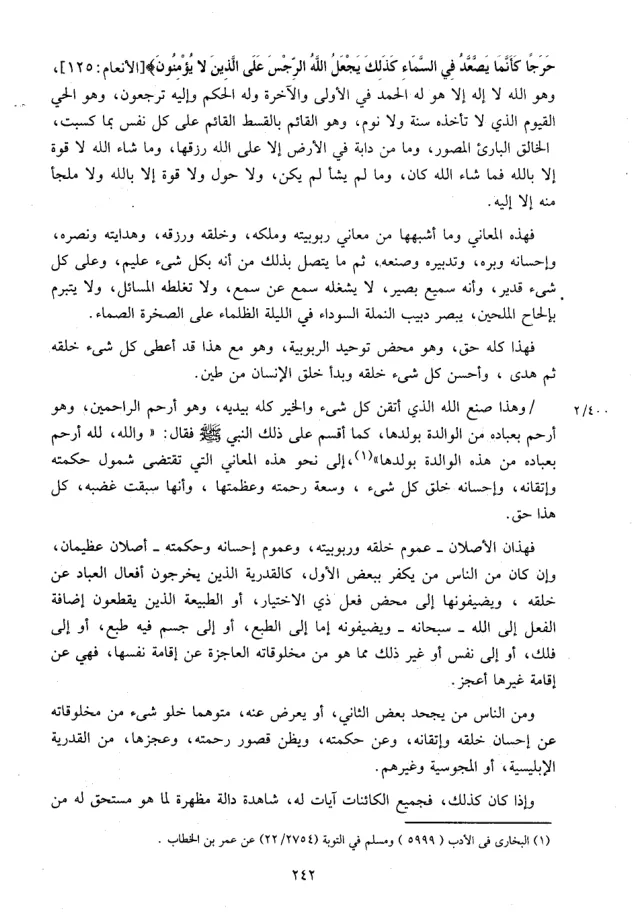 حَرَجًا كَأَنَّمَا يَصَّعَّدُ فِي السَّمَاءِ كَذَلِكَ يَجْعَلُ اللَّهُ الرِّجْسَ عَلَى الَّذِينَ لا يُؤْمِنُونَ﴾[الأنعام: ١٢٥]،
وهو الله لا إله إلا هو له الحمد في الأولى والآخرة وله الحكم وإليه ترجعون، وهو الحي
القيوم الذي لا تأخذه سنة ولا نوم، وهو القائم بالقسط القائم على كل نفس بما كسبت،
الخالق البارئ المصور، وما من دابة في الأرض إلا على الله رزقها، وما شاء الله لا قوة
إلا بالله فما شاء الله كان، وما لم يشأ لم يكن، ولا حول ولا قوة إلا بالله ولا ملجأ
منه إلا إليه.
فهذه المعاني وما أشبهها من معاني ربوبيته وملكه، وخلقه ورزقه، وهدايته ونصره،
وإحسانه وبره، وتدبيره وصنعه، ثم ما يتصل بذلك من أنه بكل شىء عليم، وعلى كل
شىء قدير، وأنه سميع بصير، لا يشغله سمع عن سمع، ولا تغلطه المسائل، ولا يتبرم
بإلحاح الملحين، يبصر دبيب النملة السوداء في الليلة الظلماء على الصخرة الصماء.
فهذا كله حق، وهو محض توحيد الربوبية، وهو مع هذا قد أعطى كل شىء خلقه
ثم هدى ، وأحسن كل شىء خلقه وبدأ خلق الإنسان من طين.
٢/٤٠٠ / وهذا صنع الله الذي أتقن كل شىء والخير كله بيديه، وهو أرحم الراحمين، وهو
أرحم بعباده من الوالدة بولدها، كما أقسم على ذلك النبي ﷺ فقال: « والله، لله أرحم
بعباده من هذه الوالدة بولدها»(١)،إلى نحو هذه المعاني التي تقتضى شمول حكمته
وإتقانه، وإحسانه خلق كل شىء ، وسعة رحمته وعظمتها ، وأنها سبقت غضبه، كل
هذا حق.
فهذان الأصلان ـ عموم خلقه وربوبيته، وعموم إحسانه وحكمته ـ أصلان عظيمان،
وإن كان من الناس من يكفر ببعض الأول، كالقدرية الذين يخرجون أفعال العباد عن
خلقه ، ويضيفونها إلى محض فعل ذي الاختيار، أو الطبيعة الذين يقطعون إضافة
الفعل إلى الله ـ سبحانه ـ ويضيفونه إما إلى الطبع، أو إلى جسم فيه طبع، أو إلى
فلك، أو إلى نفس أو غير ذلك مما هو من مخلوقاته العاجزة عن إقامة نفسها، فهي عن
إقامة غيرها أعجز.
ومن الناس من يجحد بعض الثاني، أو يعرض عنه، متوهما خلو شىء من مخلوقاته
عن إحسان خلقه وإتقانه، وعن حكمته، ويظن قصور رحمته، وعجزها، من القدرية
الإبليسية، أو المجوسية وغيرهم.
وإذا كان كذلك، فجميع الكائنات آيات له، شاهدة دالة مظهرة لما هو مستحق له من
(١) البخارى فى الأدب ( ٥٩٩٩ ) ومسلم في التوبة (٢٢/٢٧٥٤) عن عمر بن الخطاب .
٢٤٢